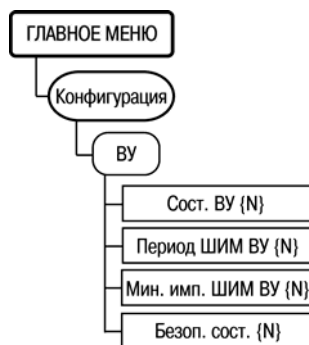 ГЛАВНОЕ МЕНЮ
Конфигурация
ВУ
Сост. ВУ {N}
Период ШИМ ВУ {N}
Мин. имп. ШИМ ВУ {N}
Безоп. сост. {N}